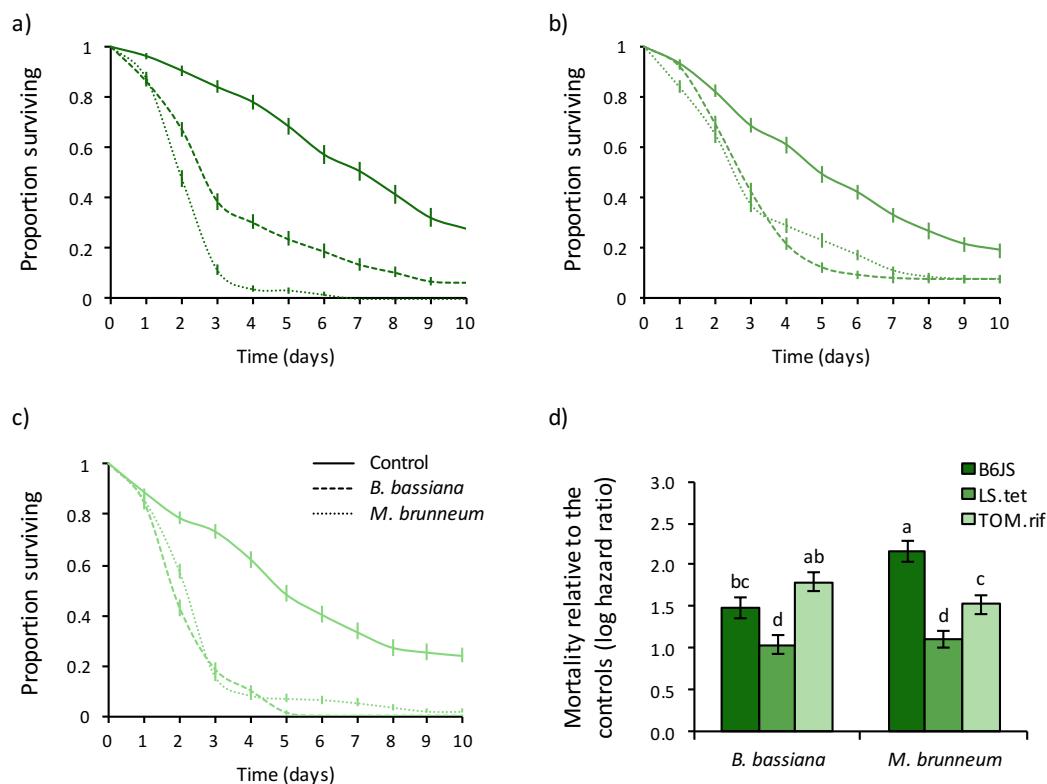 a)
Proportion surviving
1
0.8
0.6
0.4
0.2
0
0 1 2 3 4 5 6 7 8 9 10
Time (days)
b)
Proportion surviving
1
0.8
0.6
0.4
0.2
0
0 1 2 3 4 5 6 7 8 9 10
Time (days)
c)
Proportion surviving
1
0.8
0.6
0.4
0.2
0
0 1 2 3 4 5 6 7 8 9 10
Time (days)
Control
B. bassiana
M. brunneum
d)
Mortality relative to the
controls (log hazard ratio)
3.0
2.5
2.0
1.5
1.0
0.5
0.0
B6JS
LS.tet
TOM.rif
bc d ab a d c
B. bassiana M. brunneum